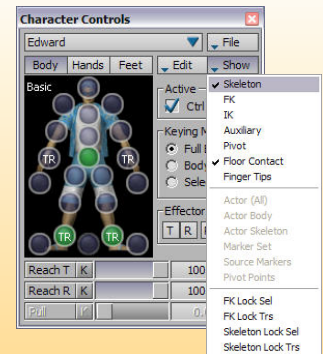 Character Controls
Edward
File
Body Hands Feet Edit Show
Basic
Active
Ctrl
Keying M
Full
Body
Sele
Effector
T R
TR
TR
TR
TR
Reach T K 100
Reach R K 100
Pull K 0.
Skeleton
FK
IK
Auxiliary
Pivot
Floor Contact
Finger Tips
Actor (All)
Actor Body
Actor Skeleton
Marker Set
Source Markers
Pivot Points
FK Lock Sel
FK Lock Trs
Skeleton Lock Sel
Skeleton Lock Trs